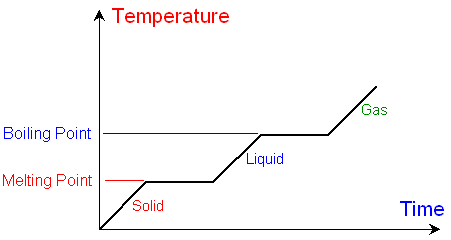 Temperature
Gas
Boiling Point
Liquid
Melting Point
Solid
Time